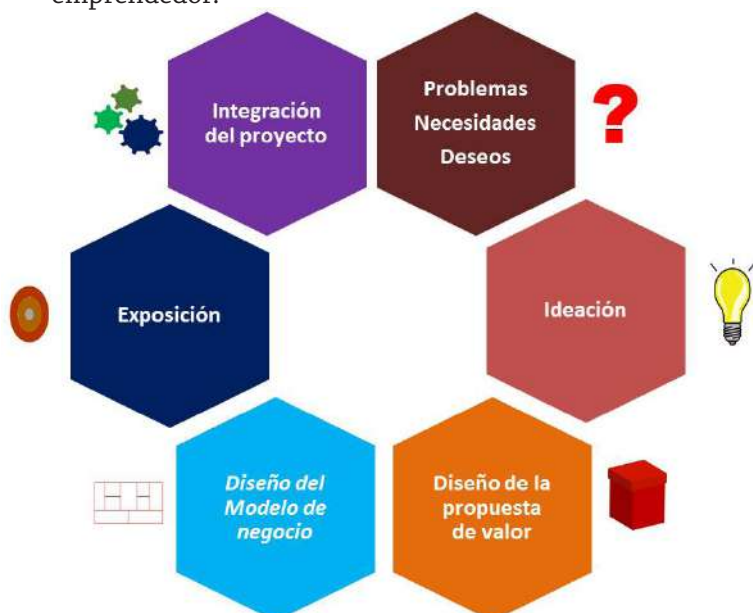 emprendedor.
Integración
del proyecto
Problemas
Necesidades
Deseos
?
Exposición
Ideación
Diseño del
Modelo de
negocio
Diseño de la
propuesta
de valor